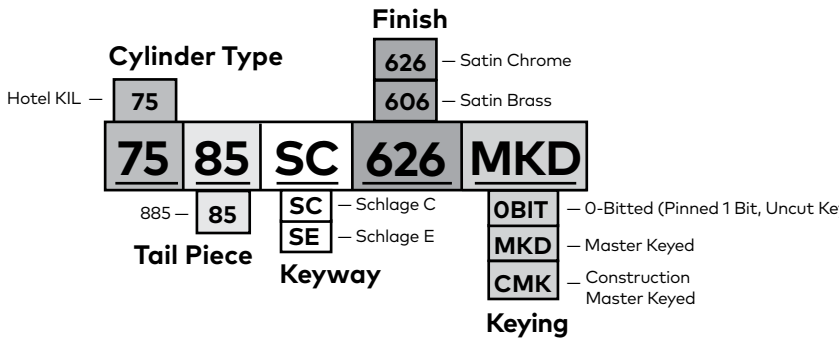 Finish
Cylinder Type
626 — Satin Chrome
Hotel KIL — 75
606 — Satin Brass
75 85 SC 626 MKD
885 — 85
SC — Schlage C
0BIT — 0-Bitted (Pinned 1 Bit, Uncut
SE — Schlage E
MKD — Master Keyed
Tail Piece
Keyway
CMK — Construction
Master Keyed
Keying